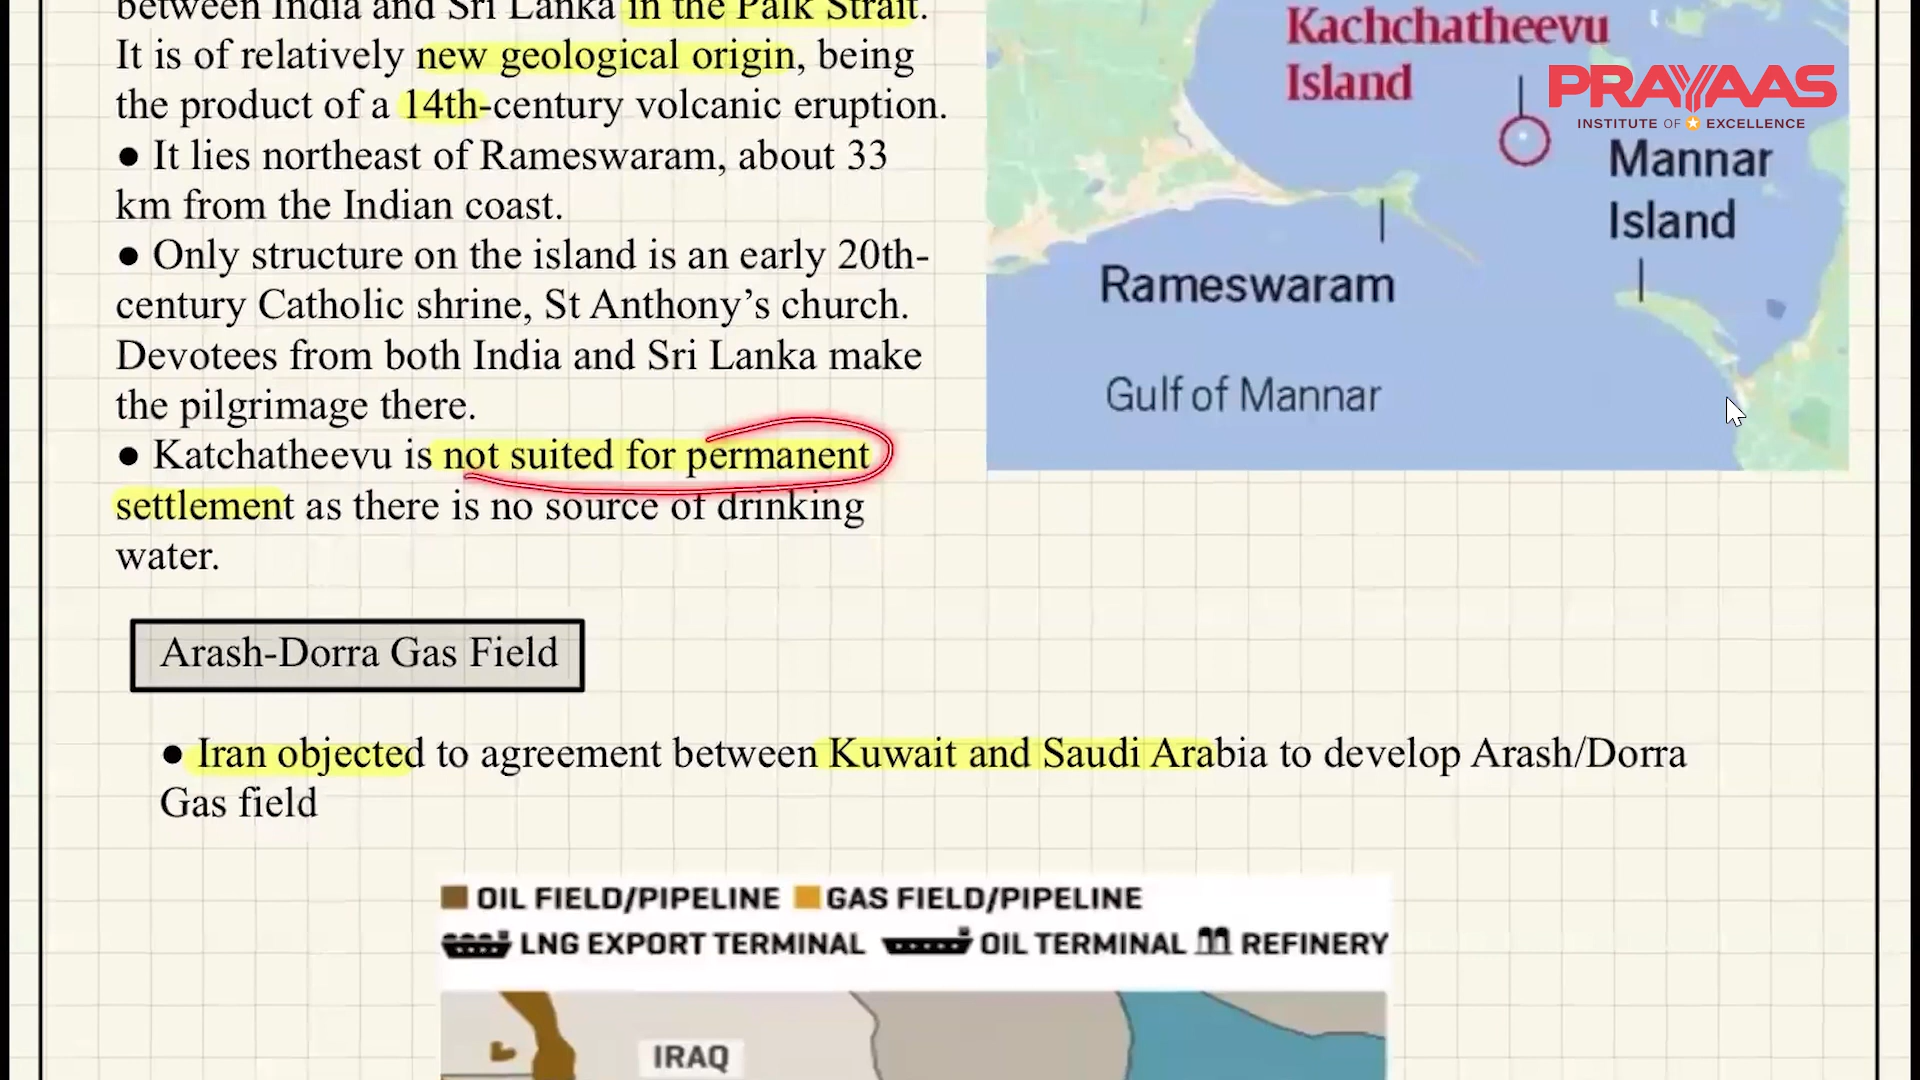 between India and Sri Lanka in the Palk Strait.
It is of relatively new geological origin, being
the product of a 14th-century volcanic eruption.
● It lies northeast of Rameswaram, about 33
km from the Indian coast.
● Only structure on the island is an early 20th-
century Catholic shrine, St Anthony’s church.
Devotees from both India and Sri Lanka make
the pilgrimage there.
● Katchatheevu is not suited for permanent
settlement as there is no source of drinking
water.
Kachchatheevu
Island
PRAYAAS
INSTITUTE OF EXCELLENCE
Mannar
Island
Rameswaram
Gulf of Mannar
Arash-Dorra Gas Field
● Iran objected to agreement between Kuwait and Saudi Arabia to develop Arash/Dorra
Gas field
OIL FIELD/PIPELINE GAS FIELD/PIPELINE
LNG EXPORT TERMINAL OIL TERMINAL REFINERY
IRAQ